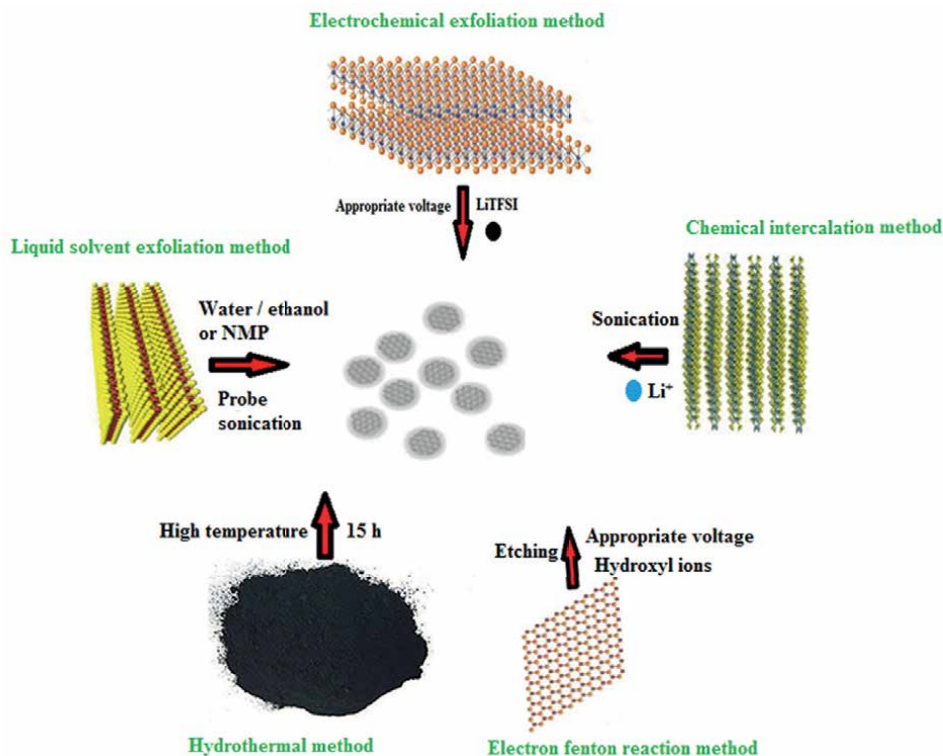 Electrochemical exfoliation method
Appropriate voltage
LiTFSI
Liquid solvent exfoliation method
Chemical intercalation method
Water / ethanol
or NMP
Probe
sonication
Sonication
Li⁺
High temperature
15 h
Etching
Appropriate voltage
Hydroxyl ions
Hydrothermal method
Electron fenton reaction method